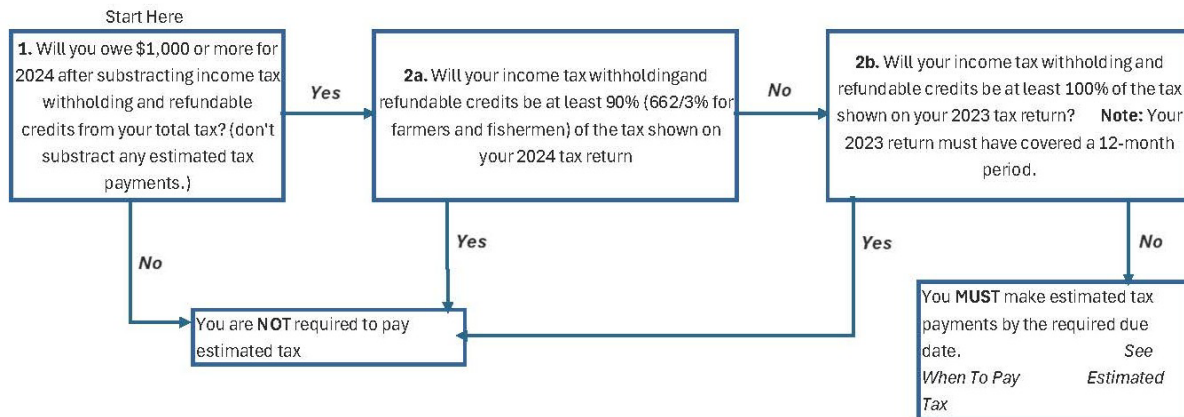 Start Here
1. Will you owe $1,000 or more for
2024 after substracting income tax
withholding and refundable
credits from your total tax? (don't
substract any estimated tax
payments.)
Yes
2a. Will your income tax withholdingand
refundable credits be at least 90% (662/3% for
farmers and fishermen) of the tax shown on
your 2024 tax return
No
2b. Will your income tax withholding and
refundable credits be at least 100% of the tax
shown on your 2023 tax return? Note: Your
2023 return must have covered a 12-month
period.
No
Yes
Yes
No
You are NOT required to pay
estimated tax
You MUST make estimated tax
payments by the required due
date. See
When To Pay Estimated
Tax